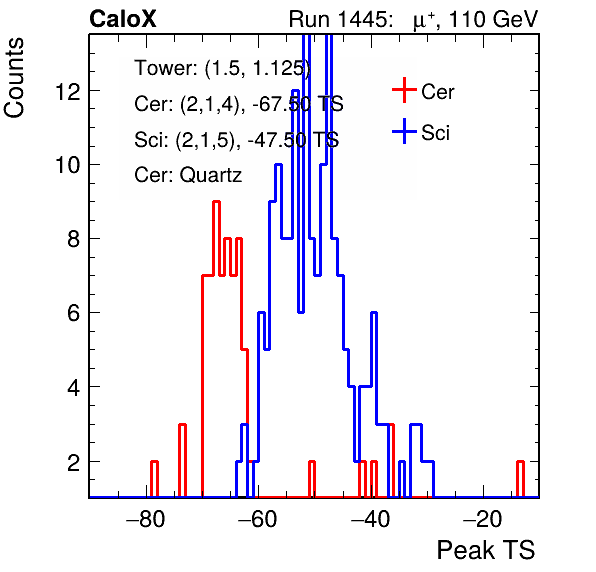 CaloX Run 1445: μ⁺, 110 GeV
Counts
Tower: (1.5, 1.125)
Cer: (2,1,4), -67.50 TS
Sci: (2,1,5), -47.50 TS
Cer: Quartz
Cer
Sci
12
10
8
6
4
2
−80 −60 −40 −20
Peak TS